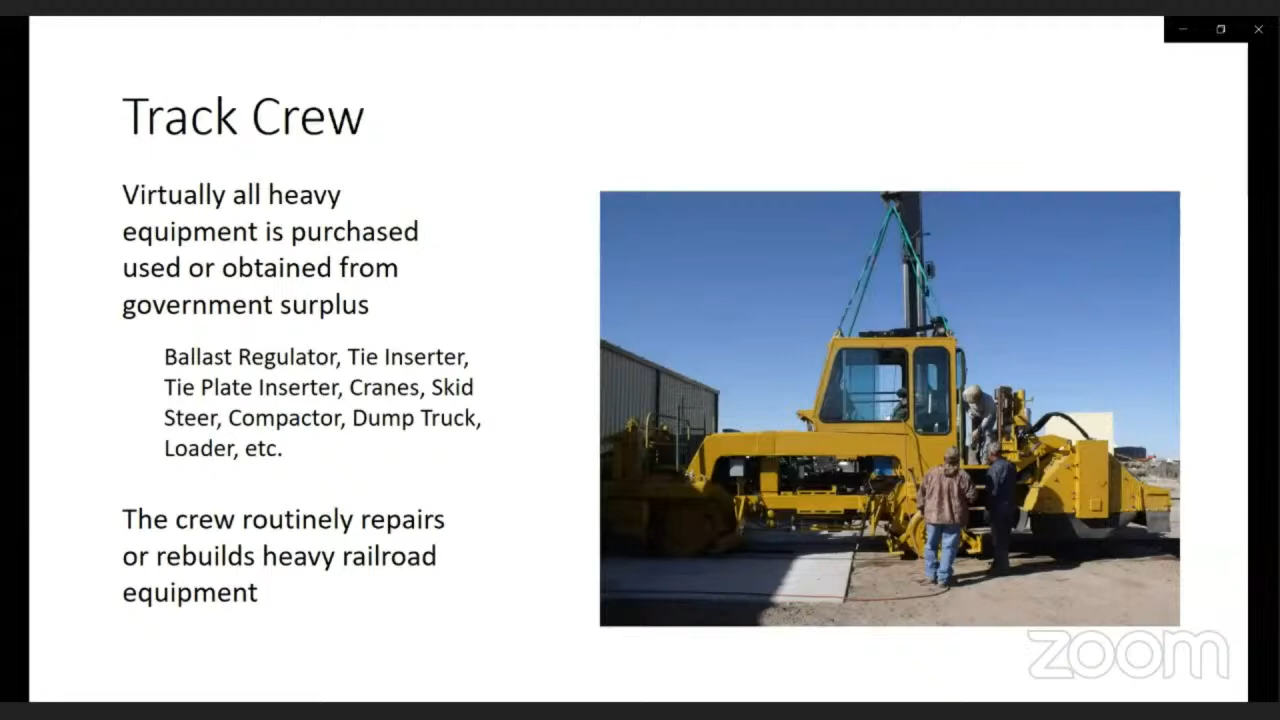 Track Crew
Virtually all heavy
equipment is purchased
used or obtained from
government surplus
Ballast Regulator, Tie Inserter,
Tie Plate Inserter, Cranes, Skid
Steer, Compactor, Dump Truck,
Loader, etc.
The crew routinely repairs
or rebuilds heavy railroad
equipment
zoom